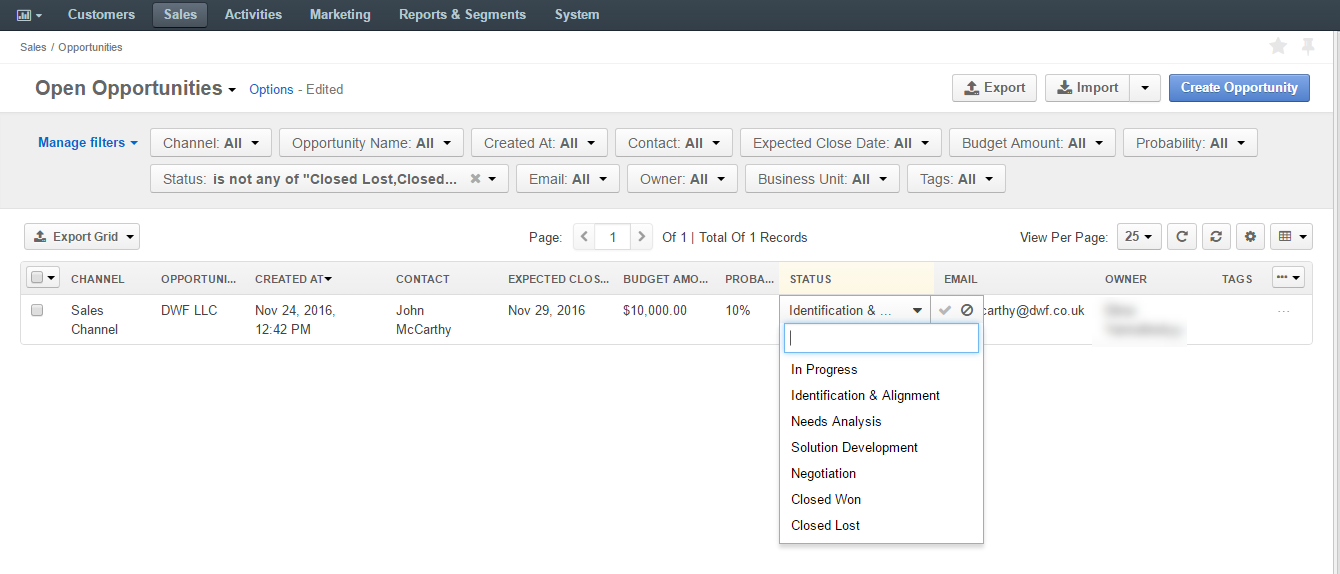 Customers Sales Activities Marketing Reports & Segments System
Sales / Opportunities
Open Opportunities Options - Edited Export Import Create Opportunity
Manage filters Channel: All Opportunity Name: All Created At: All Contact: All Expected Close Date: All Budget Amount: All Probability: All
Status: is not any of "Closed Lost,Closed... Email: All Owner: All Business Unit: All Tags: All
Export Grid Page: 1 Of 1 | Total Of 1 Records View Per Page: 25
CHANNEL OPPORTUNI... CREATED AT CONTACT EXPECTED CLOS... BUDGET AMO... PROBA... STATUS EMAIL OWNER TAGS ...
Sales DWF LLC Nov 24, 2016, John Nov 29, 2016 $10,000.00 10% Identification & ... carthy@dwf.co.uk ...
Channel 12:42 PM McCarthy
In Progress
Identification & Alignment
Needs Analysis
Solution Development
Negotiation
Closed Won
Closed Lost